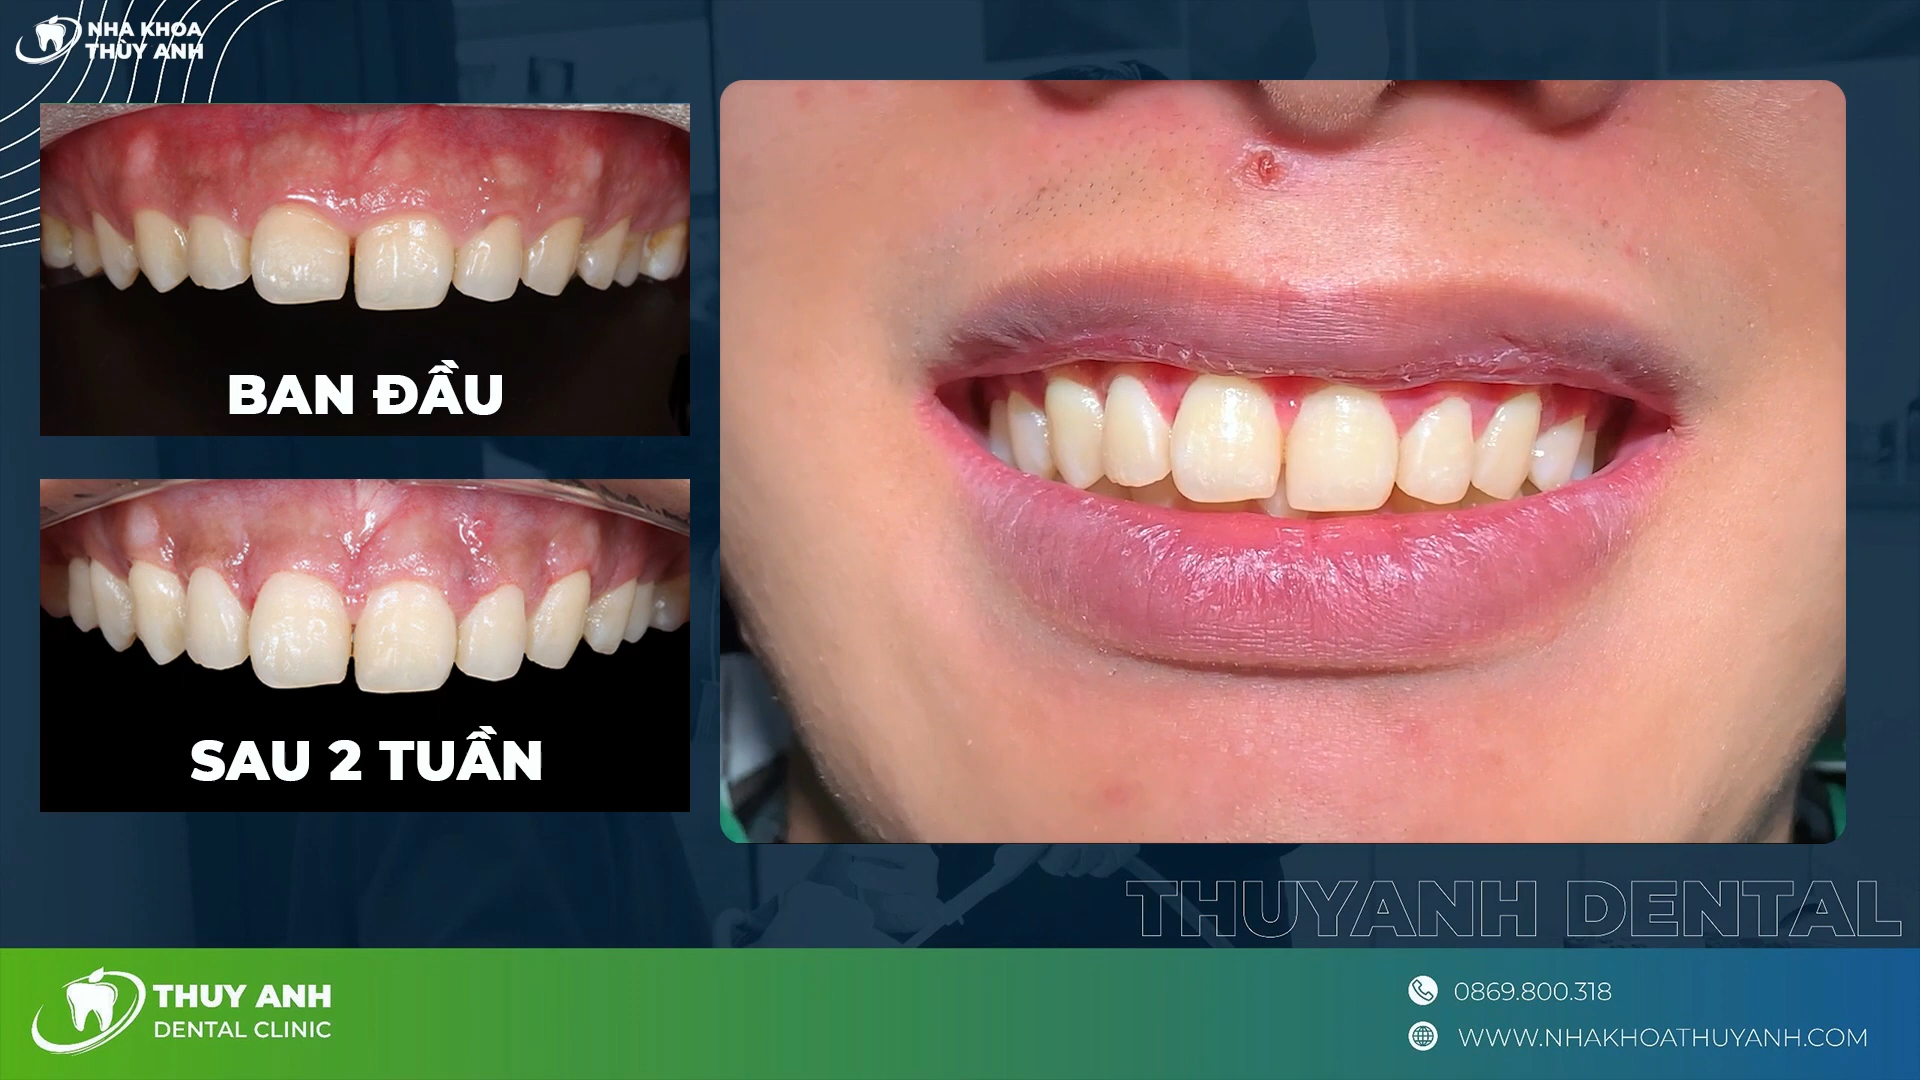 NHA KHOA
THÙY ANH
BAN ĐẦU
SAU 2 TUẦN
THUYANH DENTAL
THUY ANH
DENTAL CLINIC
0869.800.318
WWW.NHAKHOATHUYANH.COM